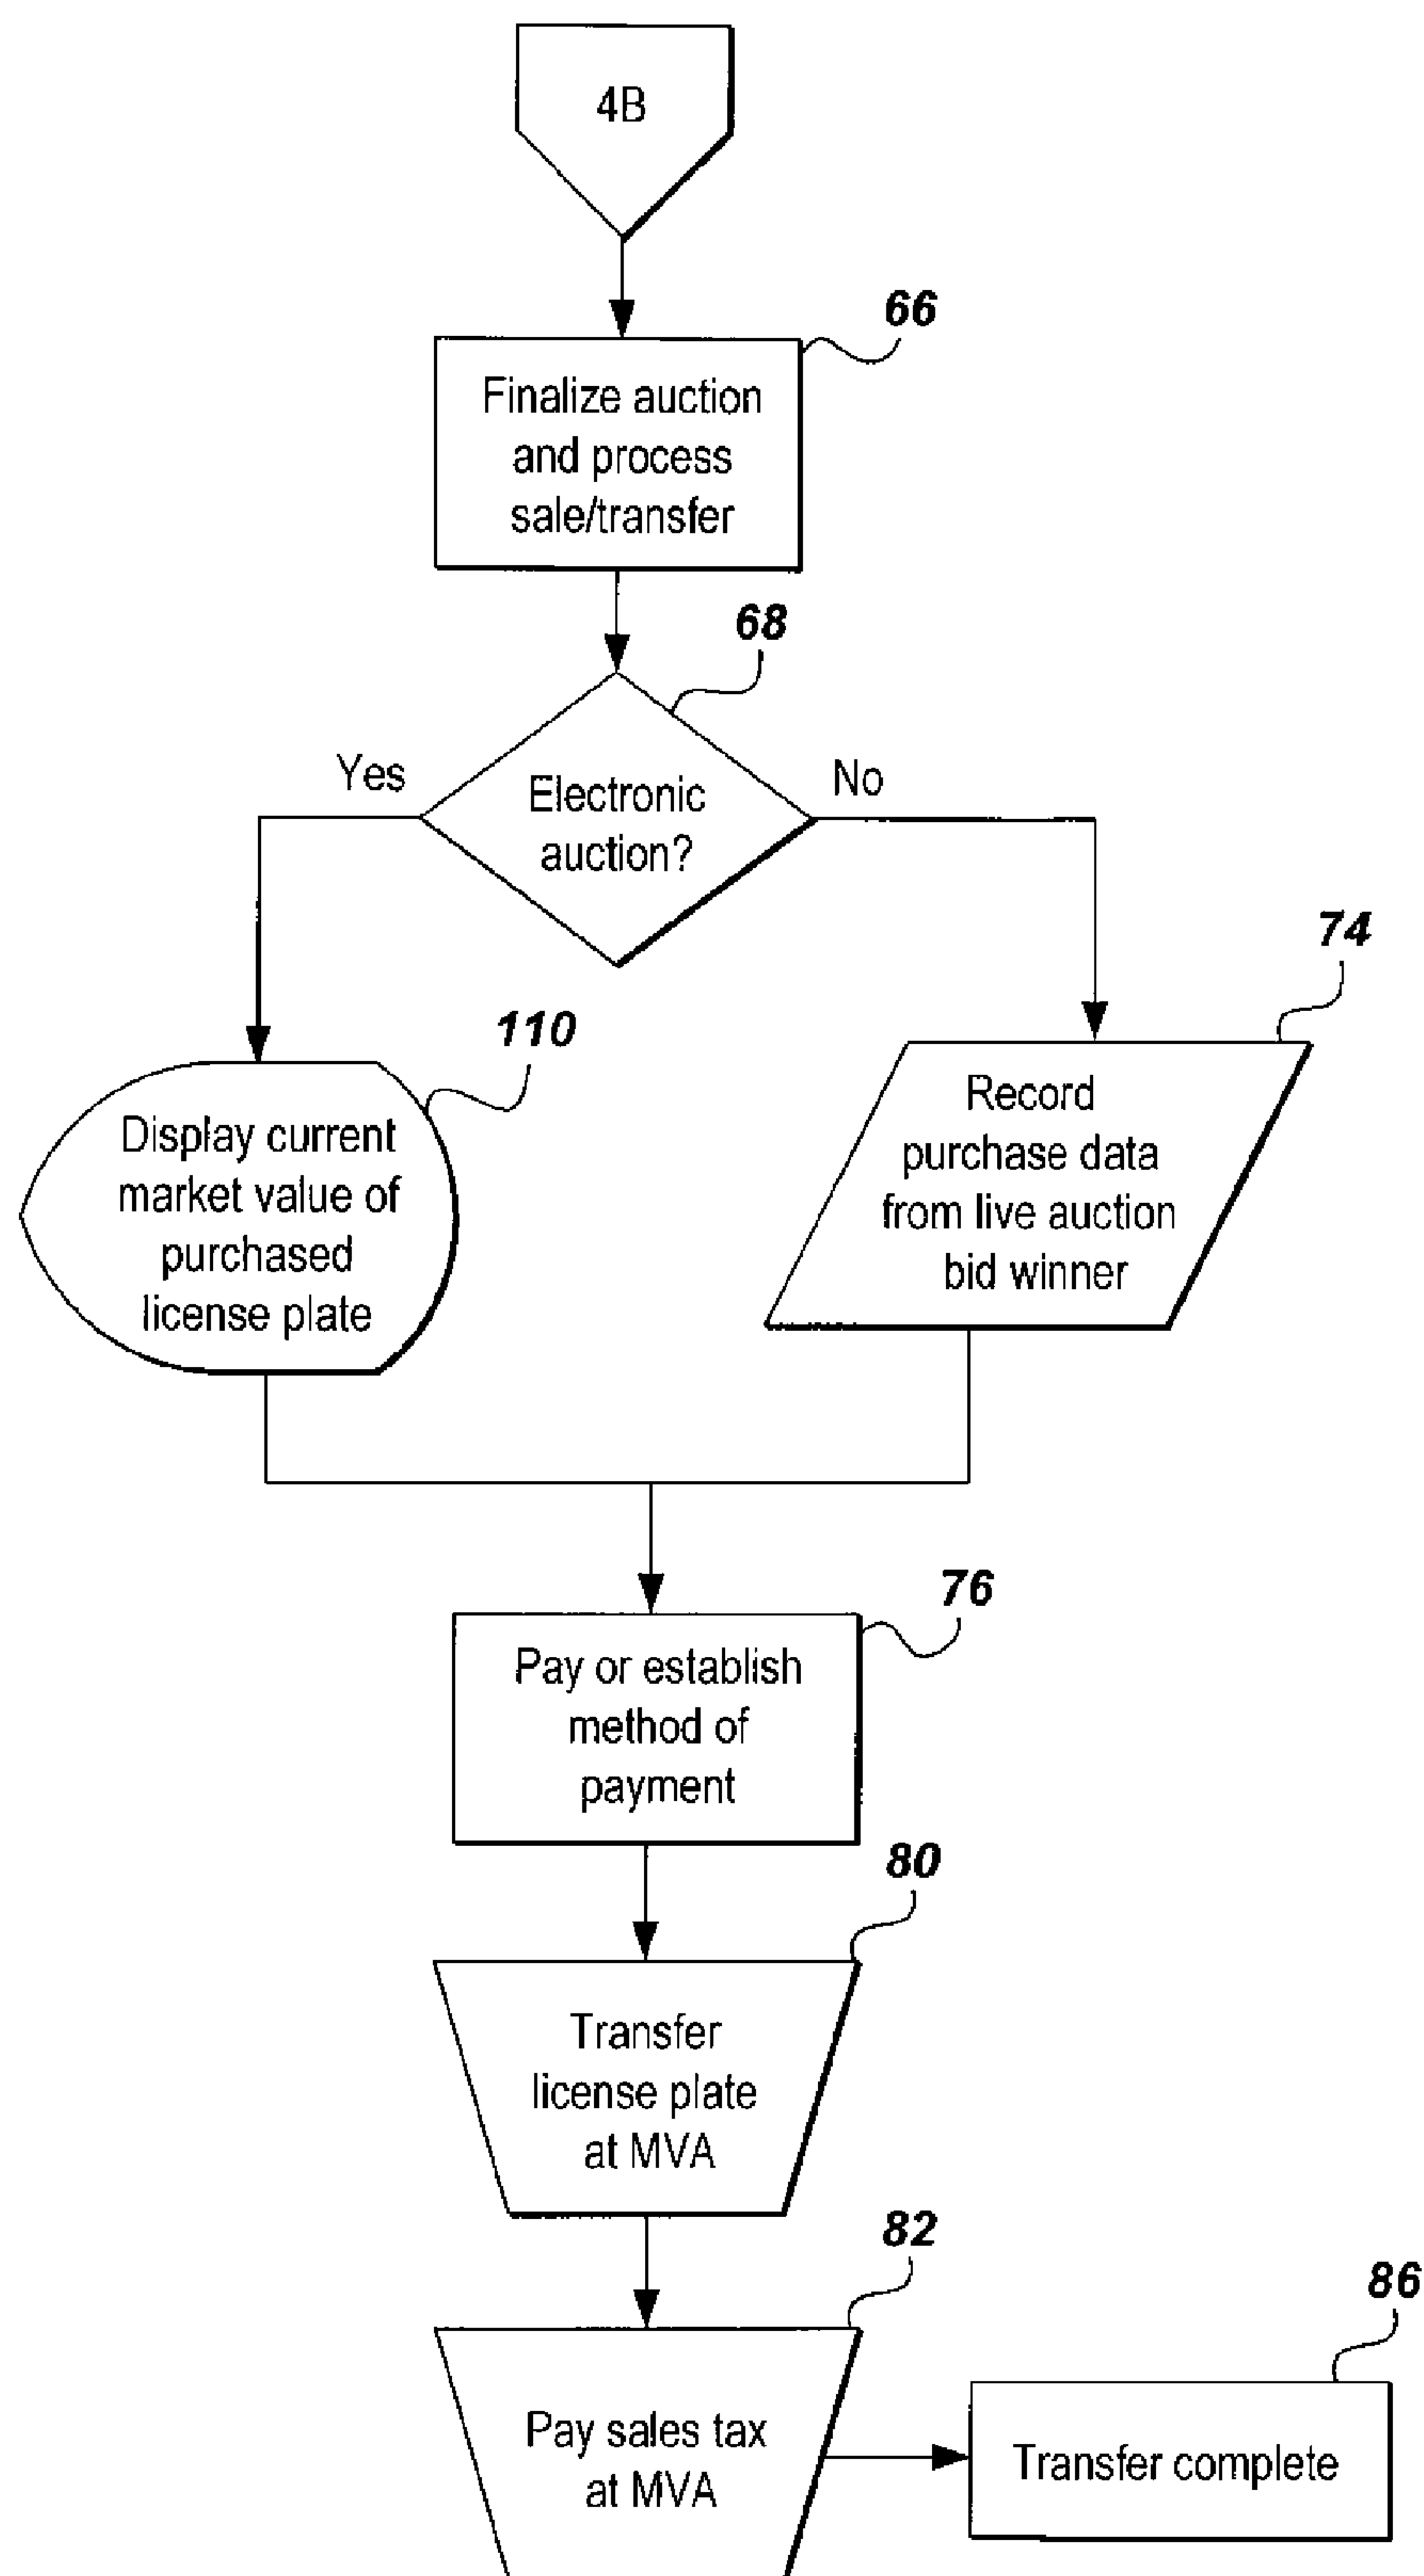 4B
66
Finalize auction
and process
sale/transfer
68
Yes
Electronic
auction?
No
74
110
Display current
market value of
purchased
license plate
Record
purchase data
from live auction
bid winner
76
Pay or establish
method of
payment
80
Transfer
license plate
at MVA
82
Pay sales tax
at MVA
86
Transfer complete